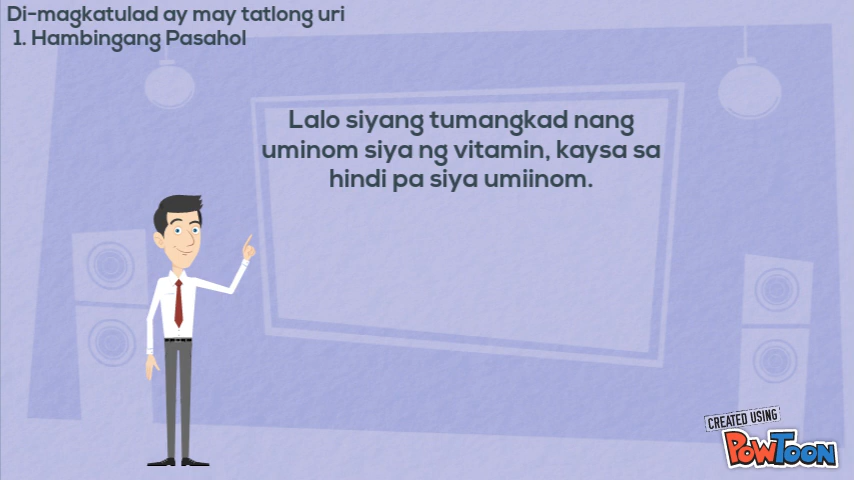 Di-magkatulad ay may tatlong uri
1. Hambingang Pasahol
Lalo siyang tumangkad nang
uminom siya ng vitamin, kaysa sa
hindi pa siya umiinom.
CREATED USING
POWTOON